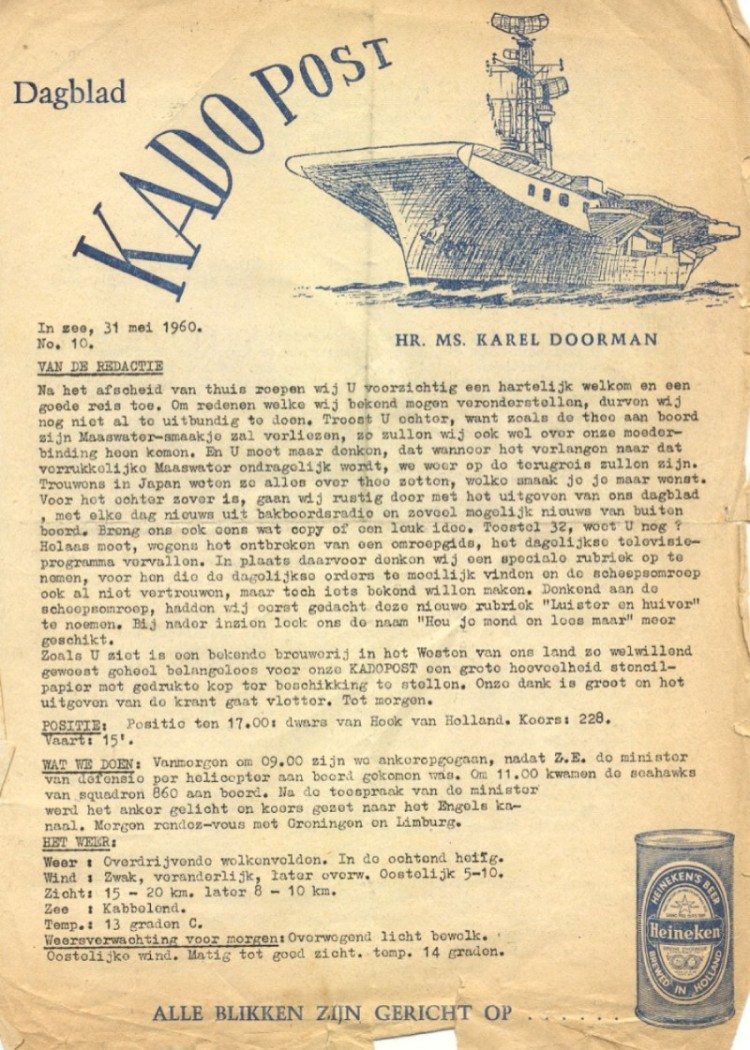 Dagblad
KADO POST
In zee, 31 mei 1960.
No. 10.
HR. MS. KAREL DOORMAN
VAN DE REDACTIE
Na het afscheid van thuis roepen wij U voorzichtig een hartelijk welkom en een
goede reis toe. Om redenen welke wij bekend mogen veronderstellen, durven wij
nog niet al te uitbundig te doen. Troost U echter, want zoals de thee aan boord
zijn Maaswater-smaakje zal verliezen, zo zullen wij ook wel over onze moeder-
binding heen komen. En U moet maar denken, dat wanneer het verlangen naar dat
verrukkelijke Maaswater ondragelijk wordt, we weer op de terugreis zullen zijn.
Trouwens in Japan weten ze alles over thee zetten, welke smaak je je maar wenst.
Voor het echter zover is, gaan wij rustig door met het uitgeven van ons dagblad
, met elke dag nieuws uit bakboordsradio en zoveel mogelijk nieuws van buiten
boord. Breng ons ook eens wat copy of een leuk idee. Toestel 32, weet U nog ?
Helaas moet, wegens het ontbreken van een omroepgids, het dagelijkse televisie-
programma vervallen. In plaats daarvoor denken wij een speciale rubriek op te
nemen, voor hen die de dagelijkse orders te moeilijk vinden en de scheepsomroep
ook al niet vertrouwen, maar toch iets bekend willen maken. Denkend aan de
scheepsomroep, hadden wij eerst gedacht deze nieuwe rubriek "Luister en huiver"
te noemen. Bij nader inzien leek ons de naam "Hou je mond en lees maar" meer
geschikt.
Zoals U ziet is een bekende brouwerij in het Westen van ons land zo welwillend
geweest geheel belangeloos voor onze KADOPOST een grote hoeveelheid stencil-
papier met gedrukte kop ter beschikking te stellen. Onze dank is groot en het
uitgeven van de krant gaat vlotter. Tot morgen.
POSITIE: Positie ten 17.00: dwars van Hoek van Holland. Koers: 228.
Vaart: 15'.
WAT WE DOEN: Vanmorgen om 09.00 zijn we ankeropgegaan, nadat Z.E. de minister
van defensie per helicopter aan boord gekomen was. Om 11.00 kwamen de seahawks
van squadron 860 aan boord. Na de toespraak van de minister
werd het anker gelicht en koers gezet naar het Engels ka-
naal. Morgen rendez-vous met Groningen en Limburg.
HET WEER:
Weer : Overdrijvende wolkenvelden. In de ochtend heiïg.
Wind : Zwak, veranderlijk, later overw. Oostelijk 5-10.
Zicht: 15 - 20 km. later 8 - 10 km.
Zee : Kabbelend.
Temp.: 13 graden C.
Weersverwachting voor morgen: Overwegend licht bewolk.
Oostelijke wind. Matig tot goed zicht. temp. 14 graden.
HEINEKEN'S BEER
Heineken
BREWED IN HOLLAND
ALLE BLIKKEN ZIJN GERICHT OP . . . . . .